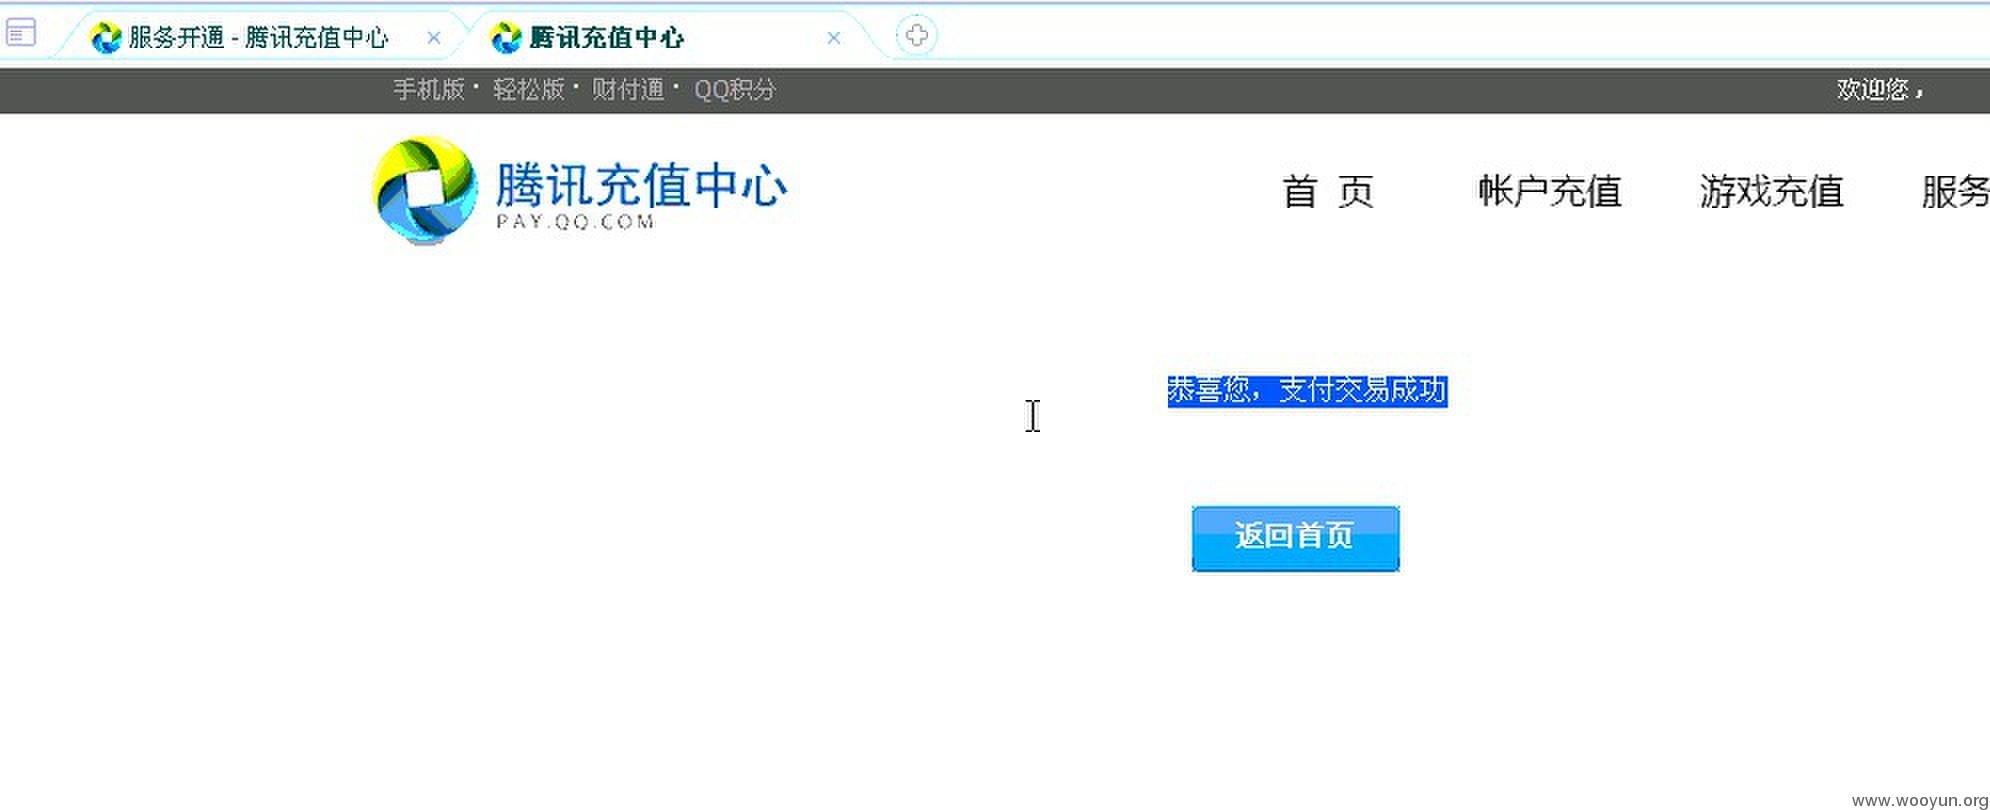 服务开通 - 腾讯充值中心
腾讯充值中心
手机版· 轻松版· 财付通· QQ积分
欢迎您，
腾讯充值中心
PAY.QQ.COM
首 页 帐户充值 游戏充值 服务
恭喜您，支付交易成功
返回首页
www.wooyun.org